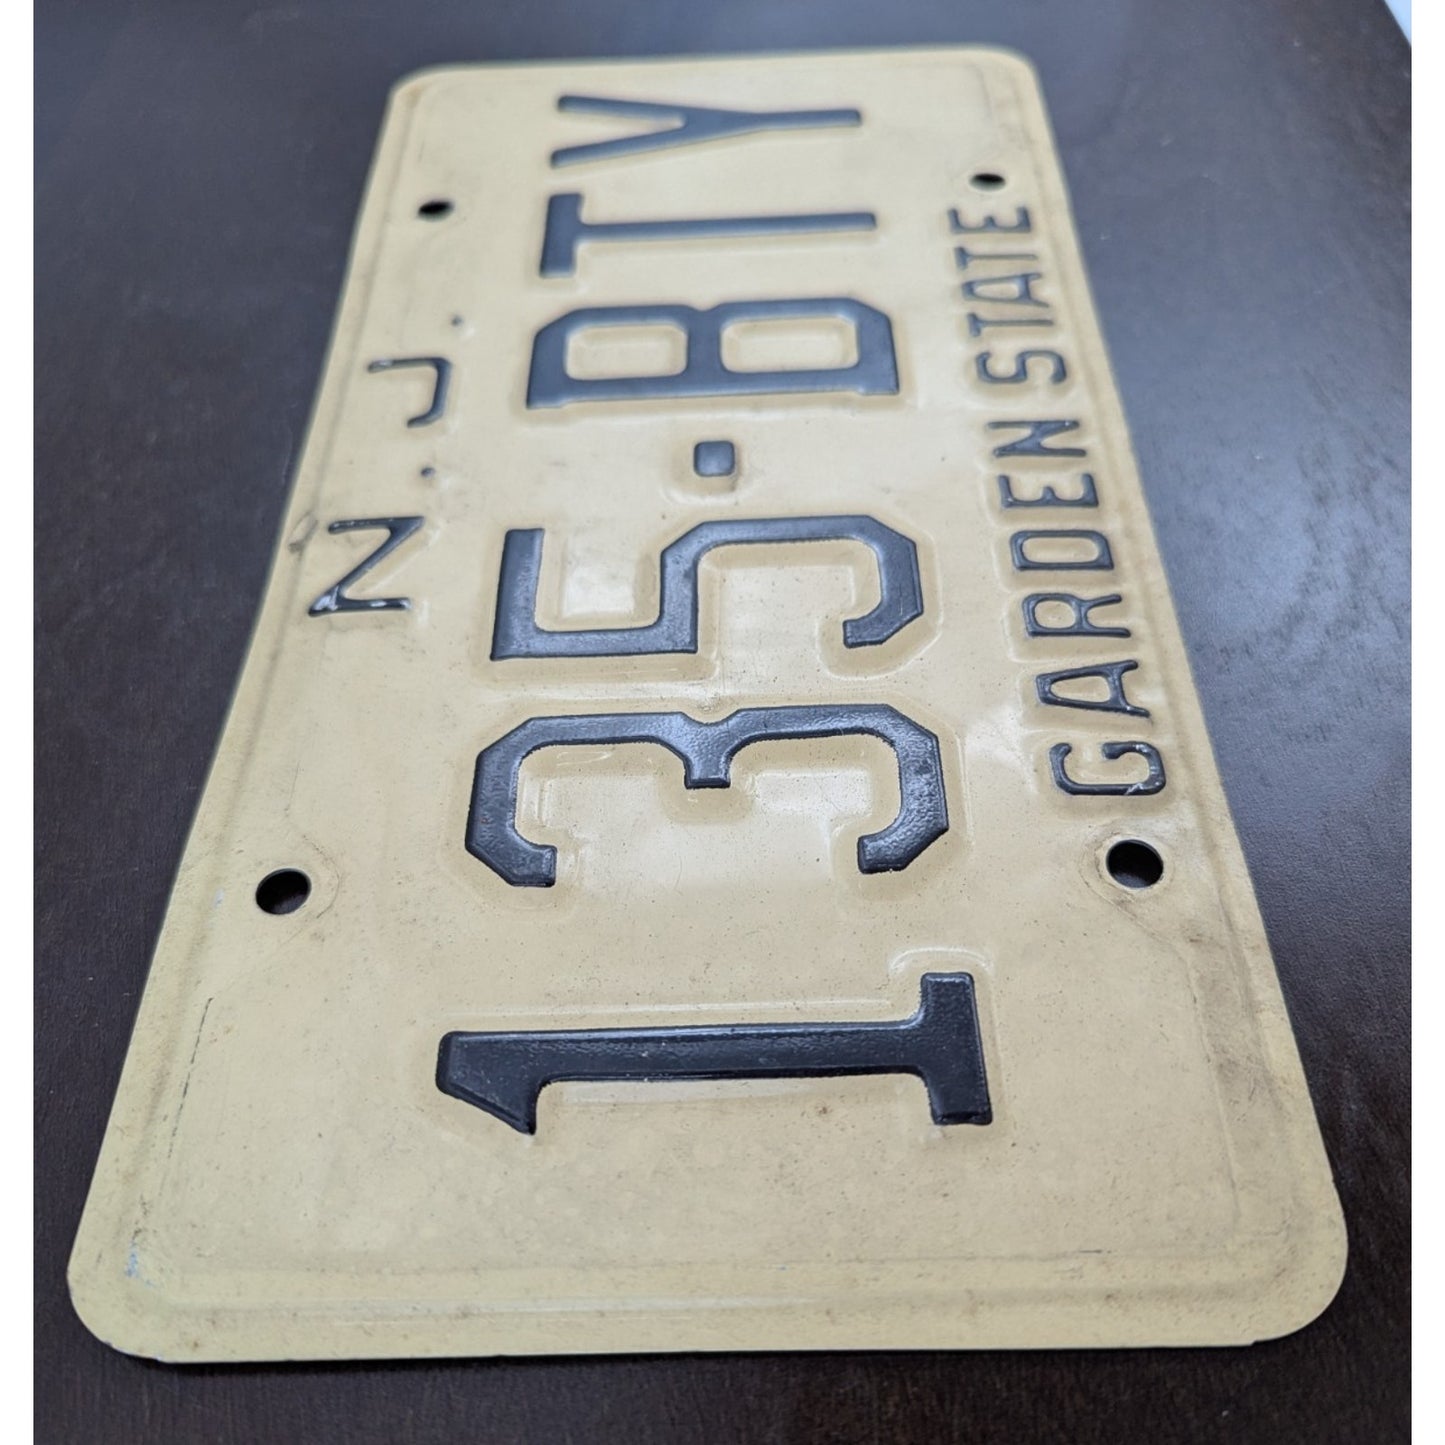 N.J.
135·BTY
GARDEN STATE